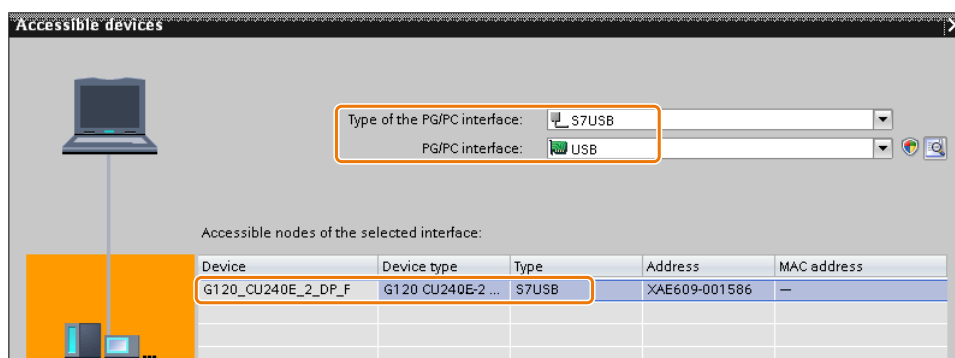 Accessible devices
Type of the PG/PC interface: S7USB
PG/PC interface: USB
Accessible nodes of the selected interface:
Device Device type Type Address MAC address
G120_CU240E_2_DP_F G120 CU240E-2 ... S7USB XAE609-001586 —